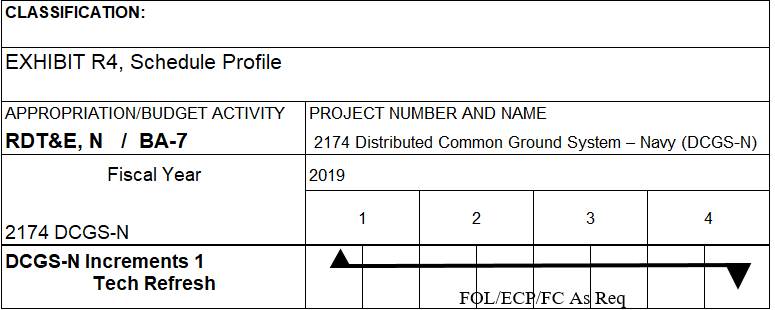 CLASSIFICATION:
EXHIBIT R4, Schedule Profile
APPROPRIATION/BUDGET ACTIVITY
RDT&E, N / BA-7
PROJECT NUMBER AND NAME
2174 Distributed Common Ground System – Navy (DCGS-N)
Fiscal Year
2019
2174 DCGS-N
1 2 3 4
DCGS-N Increments 1
Tech Refresh
FOL/ECP/FC As Req